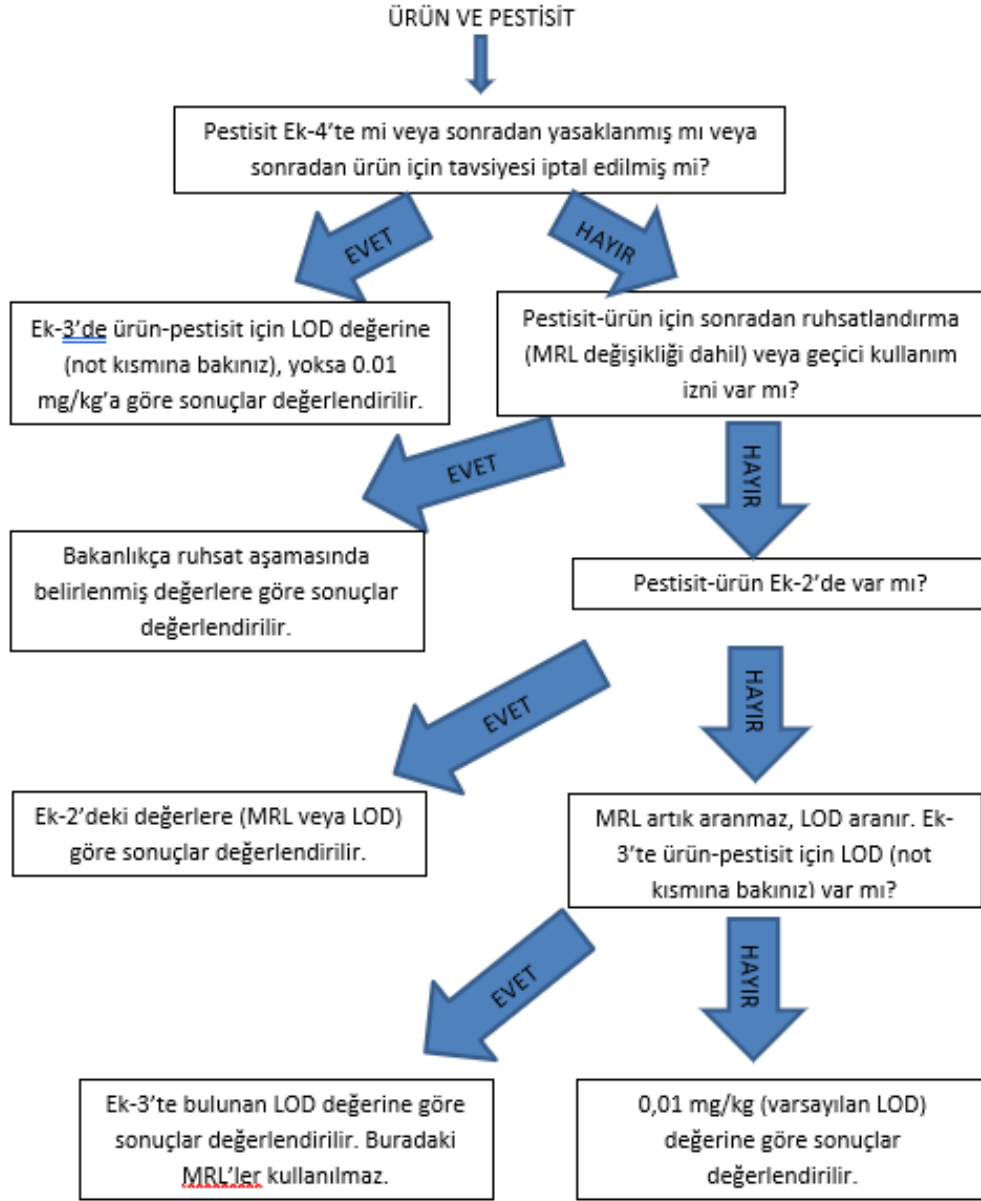 ÜRÜN VE PESTİSİT
Pestisit Ek-4’te mi veya sonradan yasaklanmış mı veya
sonradan ürün için tavsiyesi iptal edilmiş mi?
EVET
HAYIR
Ek-3’de ürün-pestisit için LOD değerine
(not kısmına bakınız), yoksa 0.01
mg/kg’a göre sonuçlar değerlendirilir.
Pestisit-ürün için sonradan ruhsatlandırma
(MRL değişikliği dahil) veya geçici kullanım
izni var mı?
EVET
HAYIR
Bakanlıkça ruhsat aşamasında
belirlenmiş değerlere göre sonuçlar
değerlendirilir.
Pestisit-ürün Ek-2’de var mı?
EVET
HAYIR
Ek-2’deki değerlere (MRL veya LOD)
göre sonuçlar değerlendirilir.
MRL artık aranmaz, LOD aranır. Ek-
3’te ürün-pestisit için LOD (not
kısmına bakınız) var mı?
EVET
HAYIR
Ek-3’te bulunan LOD değerine göre
sonuçlar değerlendirilir. Buradaki
MRL’ler kullanılmaz.
0,01 mg/kg (varsayılan LOD)
değerine göre sonuçlar
değerlendirilir.